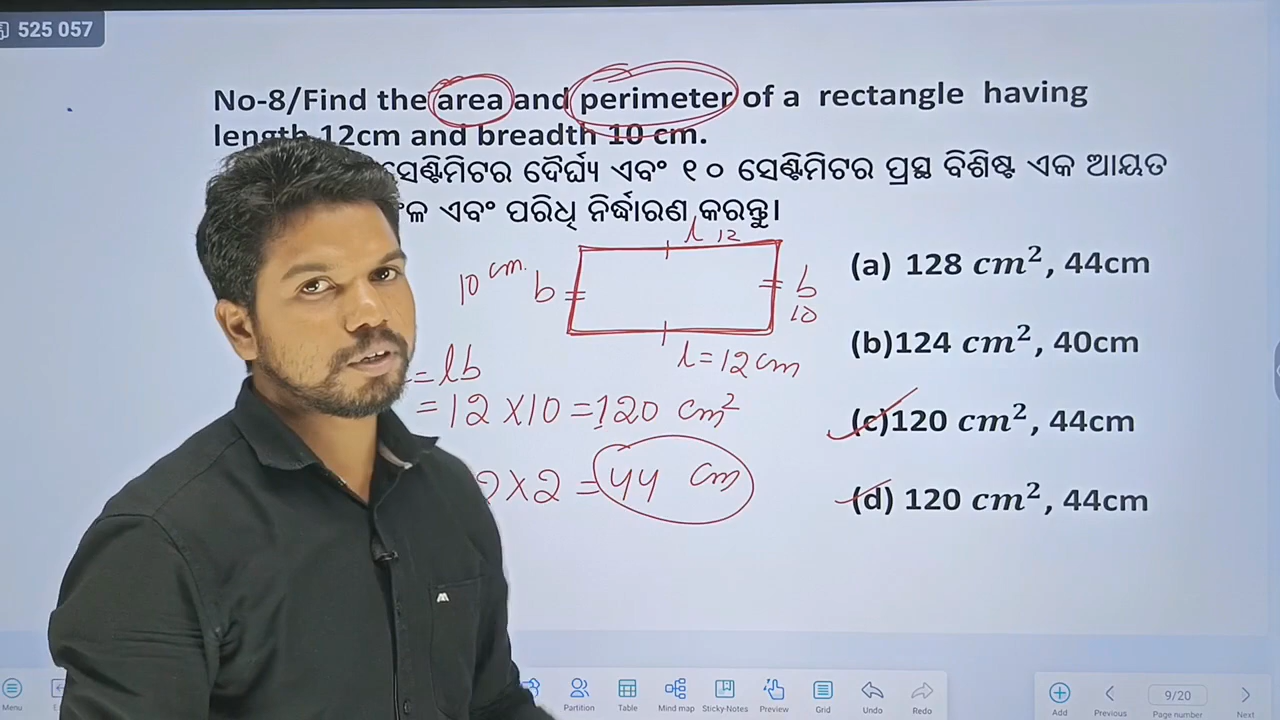 525 057
No-8/Find the area and perimeter of a rectangle having
length 12cm and breadth 10 cm.
ସେଣ୍ଟିମିଟର ଦୈର୍ଘ୍ୟ ଏବଂ ୧୦ ସେଣ୍ଟିମିଟର ପ୍ରସ୍ଥ ବିଶିଷ୍ଟ ଏକ ଆୟତ
ଏବଂ ପରିଧି ନିର୍ଦ୍ଧାରଣ କରନ୍ତୁ।
l 12
10 cm. b
b
10
l = 12 cm
= lb
= 12 × 10 = 120 cm²
× 2 = 44 cm
(a) 128 cm², 44cm
(b)124 cm², 40cm
(c)120 cm², 44cm
(d) 120 cm², 44cm
Menu
Partition
Table
Mind map
Sticky-Notes
Preview
Grid
Undo
Redo
Add
Previous
9/20
Page number
Next